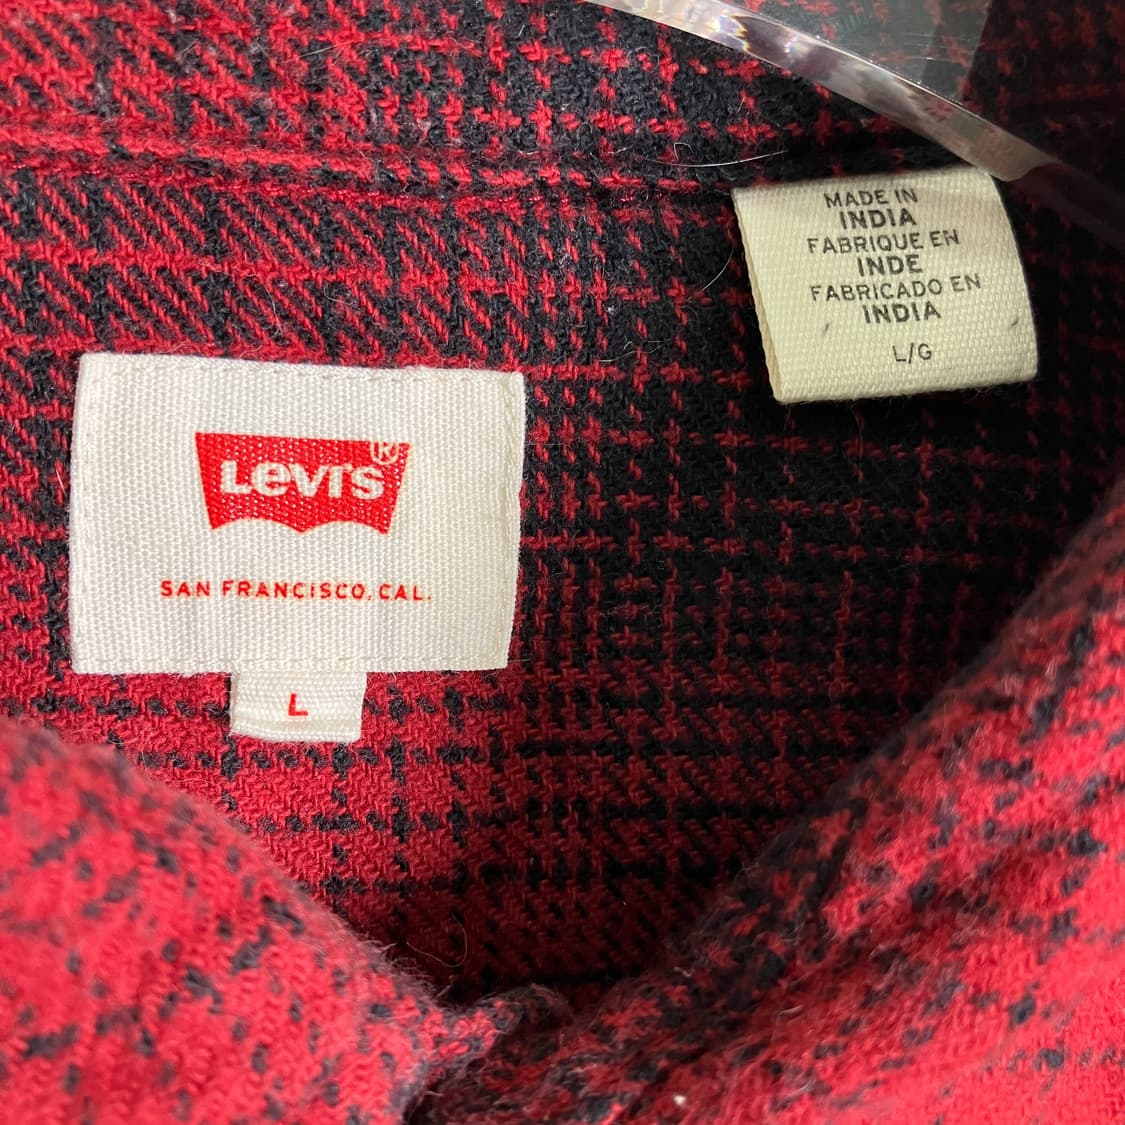 MADE IN
INDIA
FABRIQUE EN
INDE
FABRICADO EN
INDIA
L/G
Levi's®
SAN FRANCISCO, CAL.
L